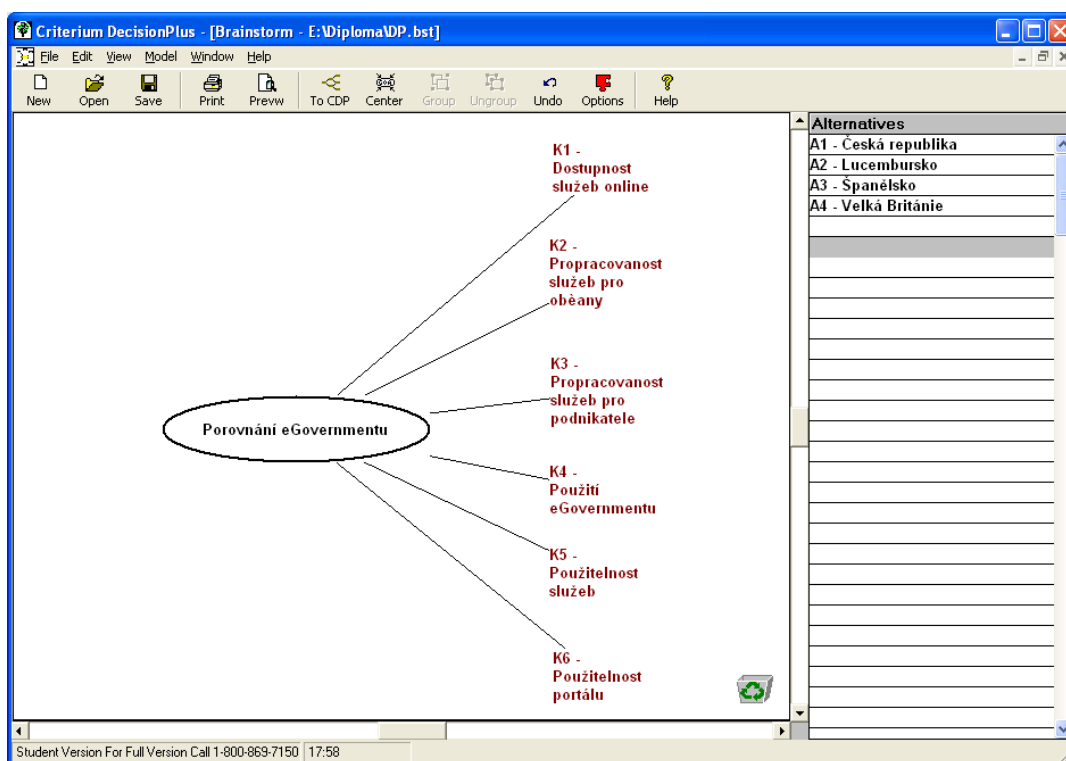 Criterium DecisionPlus - [Brainstorm - E:\Diploma\DP.bst]
File Edit View Model Window Help
New Open Save Print Prevw To CDP Center Group Ungroup Undo Options Help
K1 -
Dostupnost
služeb online
K2 -
Propracovanost
služeb pro
obèany
K3 -
Propracovanost
služeb pro
podnikatele
Porovnání eGovernmentu
K4 -
Použití
eGovernmentu
K5 -
Použitelnost
služeb
K6 -
Použitelnost
portálu
Alternatives
A1 - Česká republika
A2 - Lucembursko
A3 - Španělsko
A4 - Velká Británie
Student Version For Full Version Call 1-800-869-7150 17:58